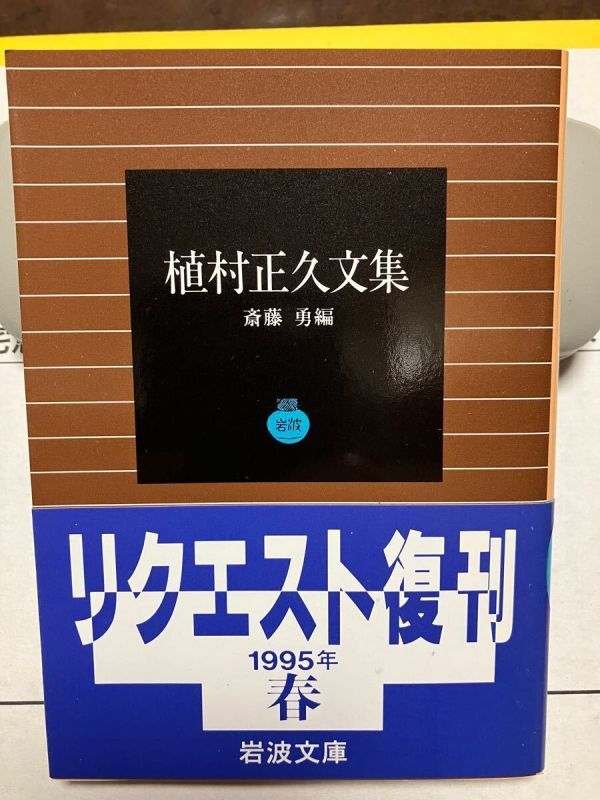 植村正久文集
斎藤 勇編
岩波
リクエスト復刊
1995年
春
岩波文庫